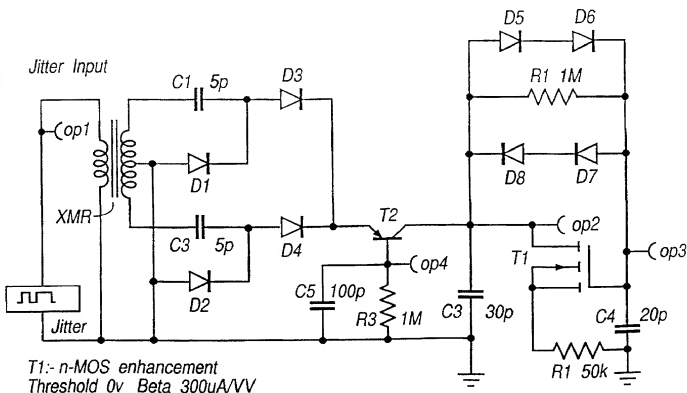 Jitter Input
op1
XMR
Jitter
C1 5p
D1
C3 5p
D2
D3
D4
T2
op4
C5 100p
R3 1M
D5 D6
R1 1M
D8 D7
op2
T1
op3
C3 30p
C4 20p
R1 50k
T1:- n-MOS enhancement
Threshold 0v Beta 300uA/VV